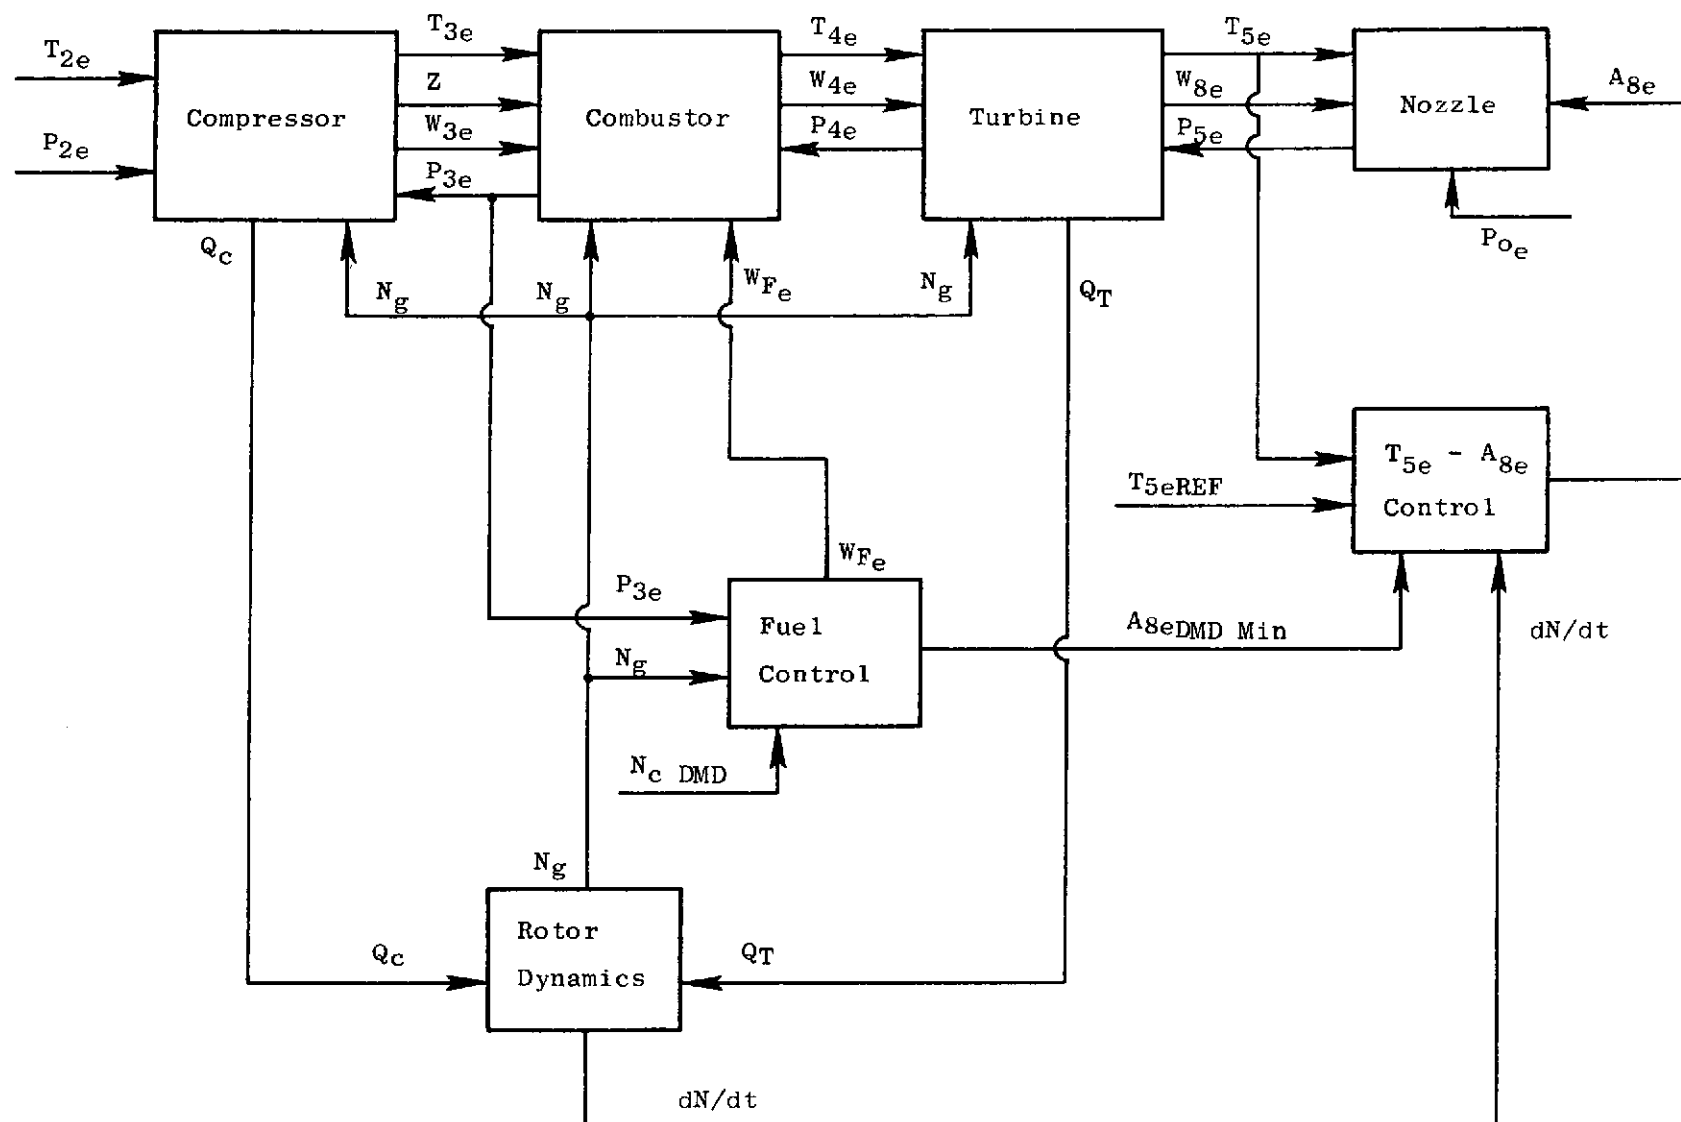 T3e
T4e
T5e
T2e
Z
W4e
W8e
A8e
Compressor
Combustor
Turbine
Nozzle
W3e
P4e
P5e
P2e
P3e
Qc
Poe
Ng
Ng
WFe
Ng
QT
T5e - A8e
Control
T5eREF
WFe
P3e
Fuel
Control
A8eDMD Min
dN/dt
Ng
Nc DMD
Ng
Rotor
Dynamics
Qc
QT
dN/dt